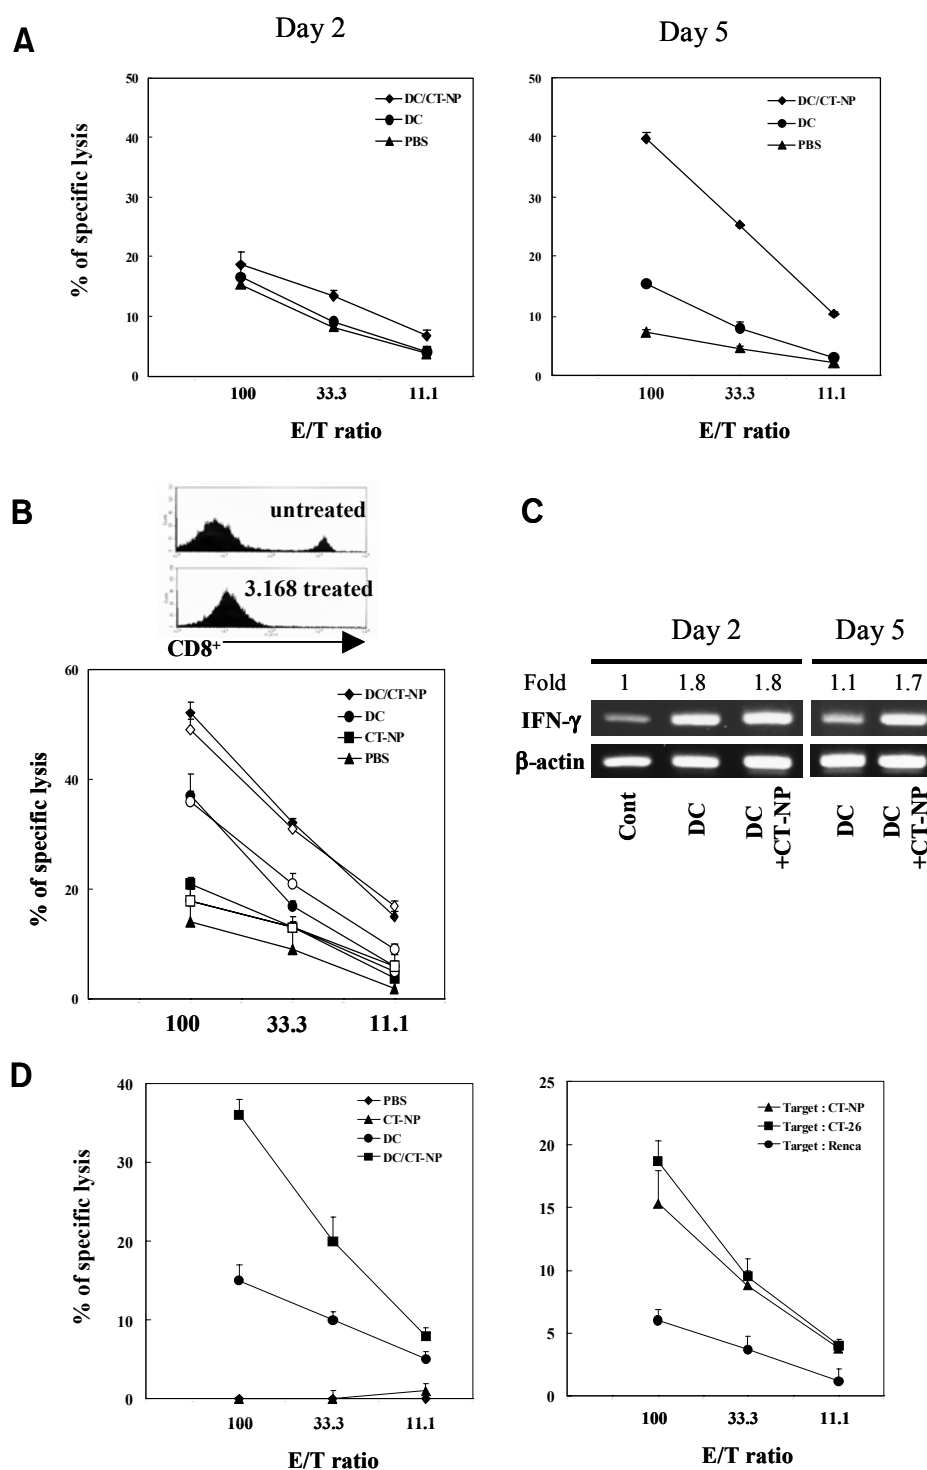 A
Day 2
Day 5
50
40
30
20
10
0
% of specific lysis
DC/CT-NP
DC
PBS
100 33.3 11.1
E/T ratio
50
40
30
20
10
0
DC/CT-NP
DC
PBS
100 33.3 11.1
E/T ratio
B
untreated
3.168 treated
CD8+
60
40
20
0
% of specific lysis
DC/CT-NP
DC
CT-NP
PBS
100 33.3 11.1
C
Day 2 Day 5
Fold 1 1.8 1.8 1.1 1.7
IFN-γ
β-actin
Cont
DC
DC
+CT-NP
DC
DC
+CT-NP
D
40
30
20
10
0
% of specific lysis
PBS
CT-NP
DC
DC/CT-NP
100 33.3 11.1
E/T ratio
25
20
15
10
5
0
Target : CT-NP
Target : CT-26
Target : Renca
100 33.3 11.1
E/T ratio